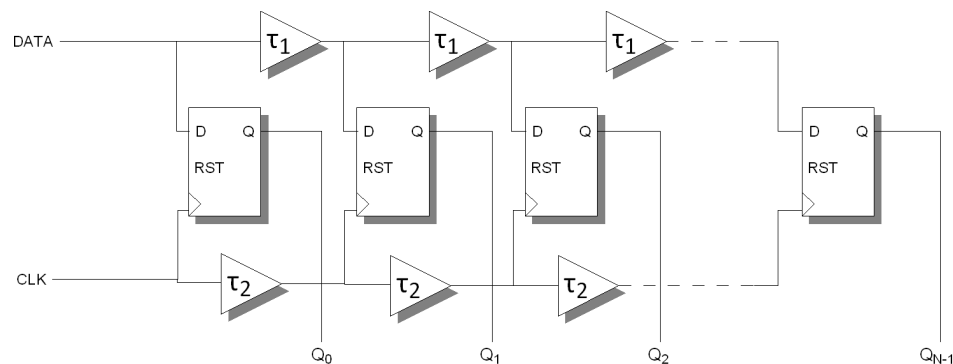 DATA
τ1
τ1
τ1
D Q
RST
D Q
RST
D Q
RST
D Q
RST
CLK
τ2
τ2
τ2
Q0
Q1
Q2
QN-1